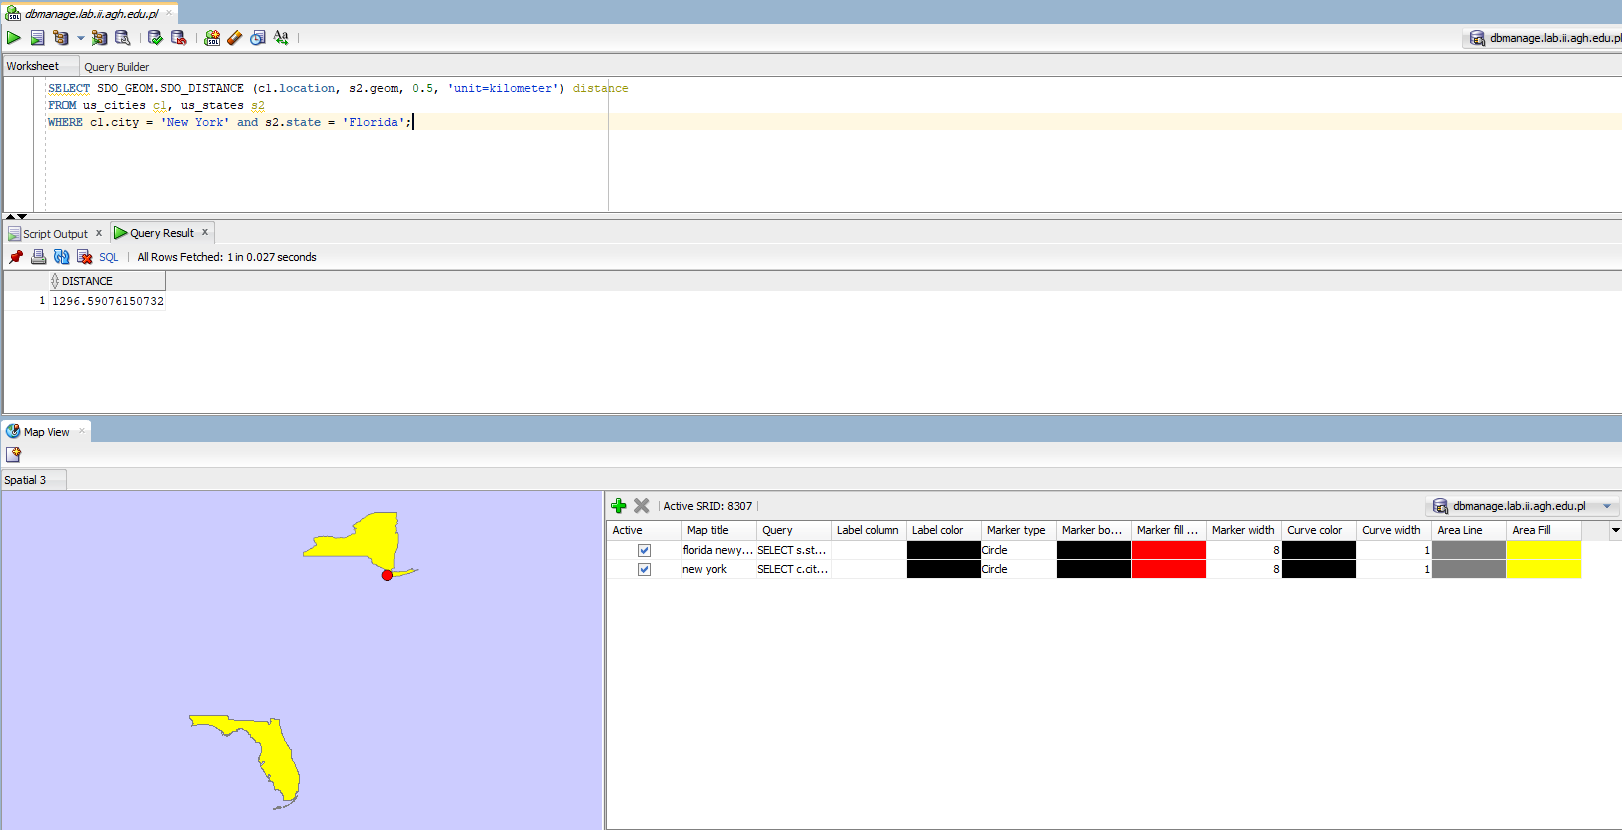 dbmanage.lab.ii.agh.edu.pl
dbmanage.lab.ii.agh.edu.pl
Worksheet Query Builder
SELECT SDO_GEOM.SDO_DISTANCE (c1.location, s2.geom, 0.5, 'unit=kilometer') distance
FROM us_cities c1, us_states s2
WHERE c1.city = 'New York' and s2.state = 'Florida';
Script Output x Query Result x
SQL | All Rows Fetched: 1 in 0.027 seconds
DISTANCE
1 1296.59076150732
Map View
Spatial 3
Active SRID: 8307 dbmanage.lab.ii.agh.edu.pl
Active Map title Query Label column Label color Marker type Marker bo... Marker fill ... Marker width Curve color Curve width Area Line Area Fill
florida newy... SELECT s.st... Circle 8 1
new york SELECT c.cit... Circle 8 1